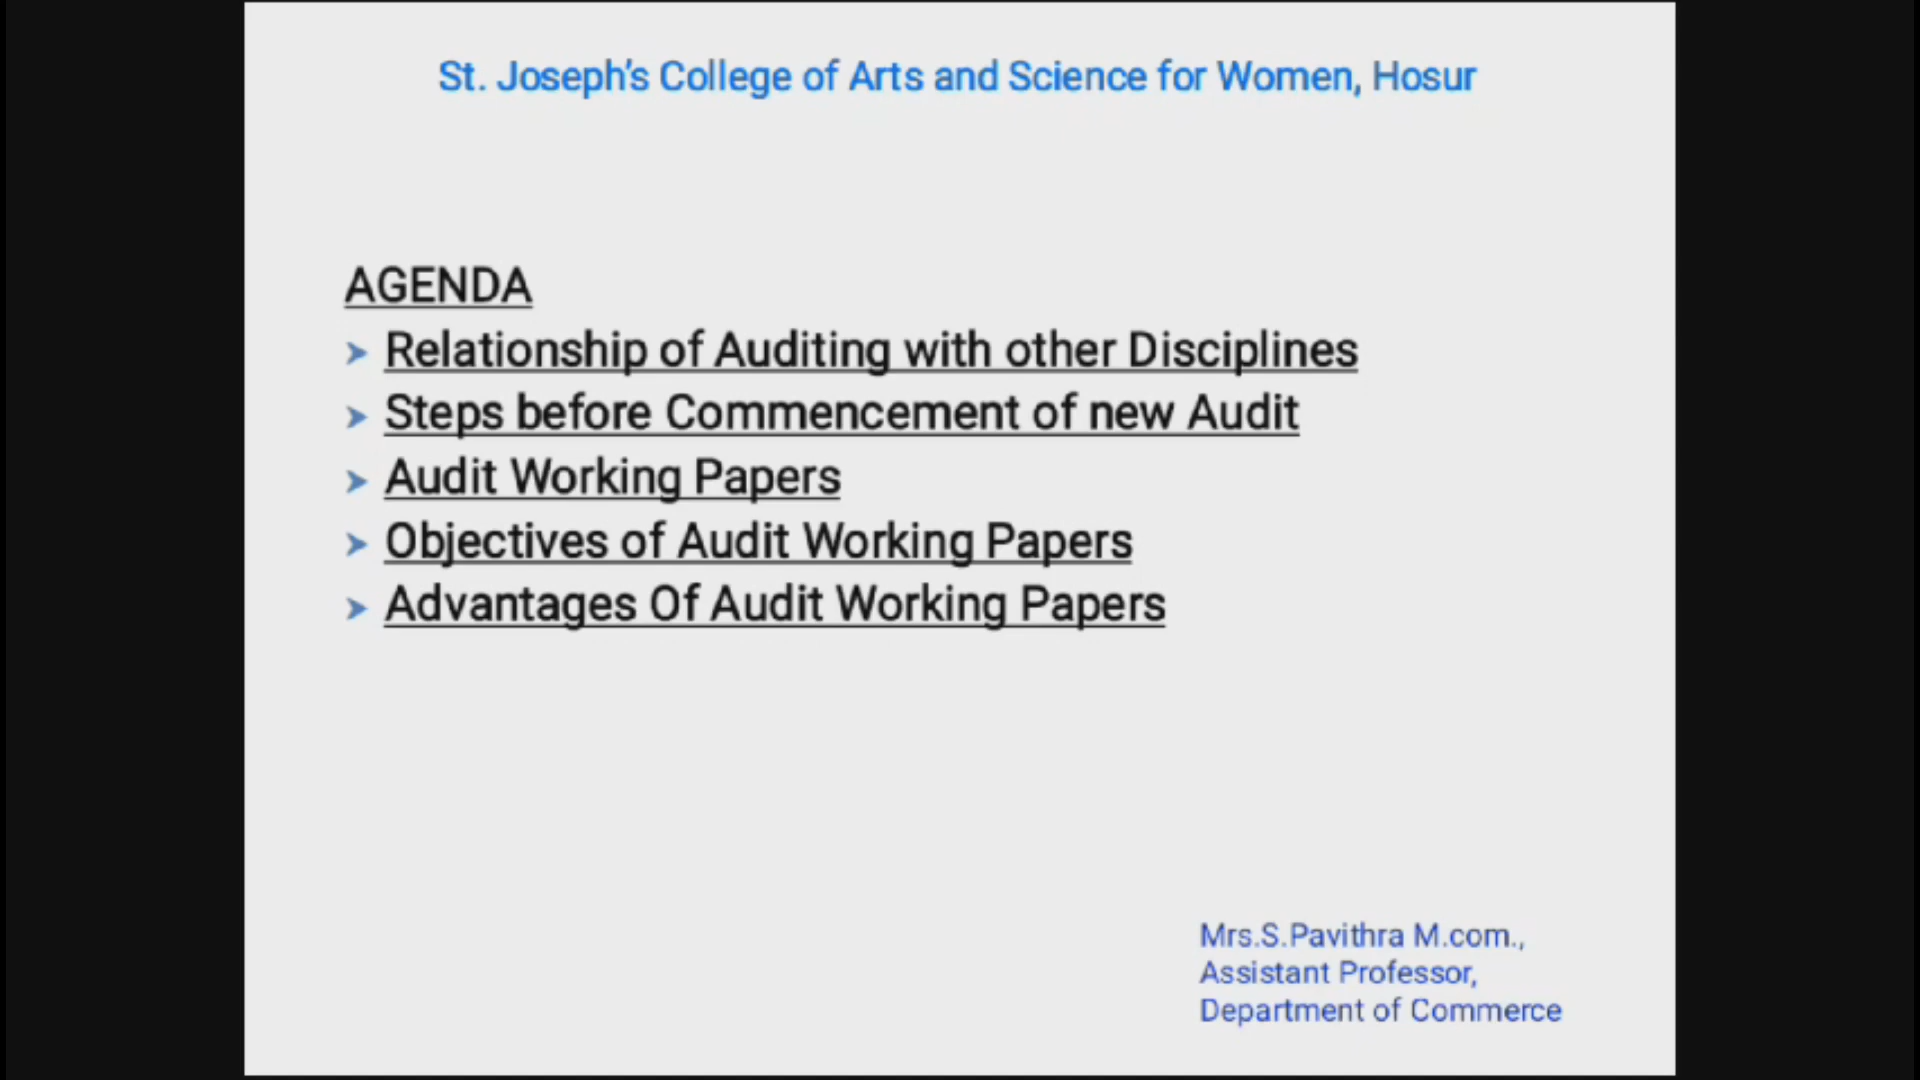 St. Joseph's College of Arts and Science for Women, Hosur
AGENDA
➤ Relationship of Auditing with other Disciplines
➤ Steps before Commencement of new Audit
➤ Audit Working Papers
➤ Objectives of Audit Working Papers
➤ Advantages Of Audit Working Papers
Mrs.S.Pavithra M.com.,
Assistant Professor,
Department of Commerce